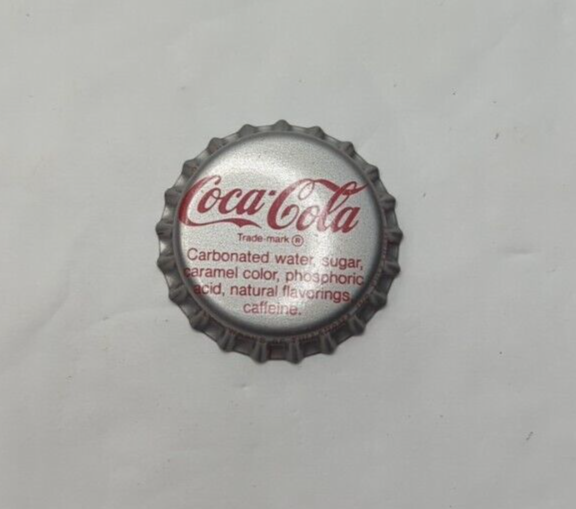 Coca-Cola
Trade-mark ®
Carbonated water, sugar,
caramel color, phosphoric
acid, natural flavorings,
caffeine.